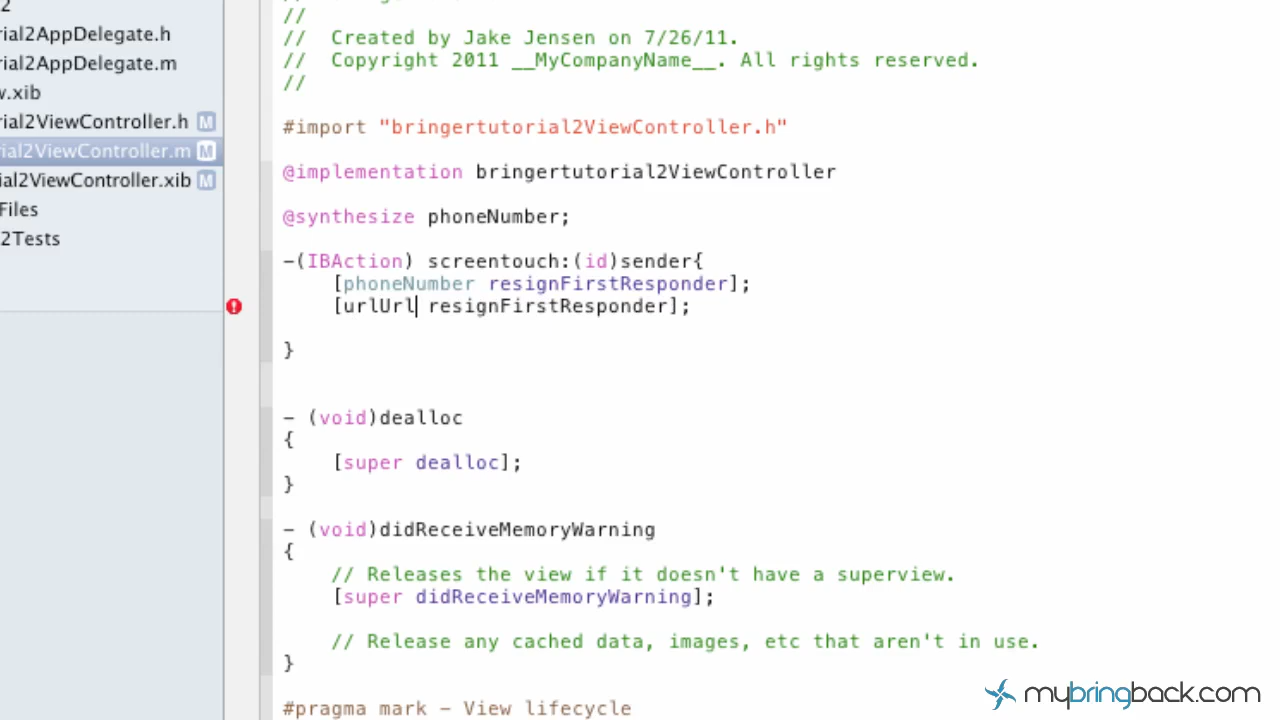 2
rial2AppDelegate.h
rial2AppDelegate.m
w.xib
rial2ViewController.h M
ial2ViewController.m M
ial2ViewController.xib M
Files
2Tests
//
// Created by Jake Jensen on 7/26/11.
// Copyright 2011 __MyCompanyName__. All rights reserved.
//
#import "bringertutorial2ViewController.h"
@implementation bringertutorial2ViewController
@synthesize phoneNumber;
-(IBAction) screentouch:(id)sender{
[phoneNumber resignFirstResponder];
[urlUrl resignFirstResponder];
}
- (void)dealloc
{
[super dealloc];
}
- (void)didReceiveMemoryWarning
{
// Releases the view if it doesn't have a superview.
[super didReceiveMemoryWarning];
// Release any cached data, images, etc that aren't in use.
}
#pragma mark - View lifecycle
mybringback.com